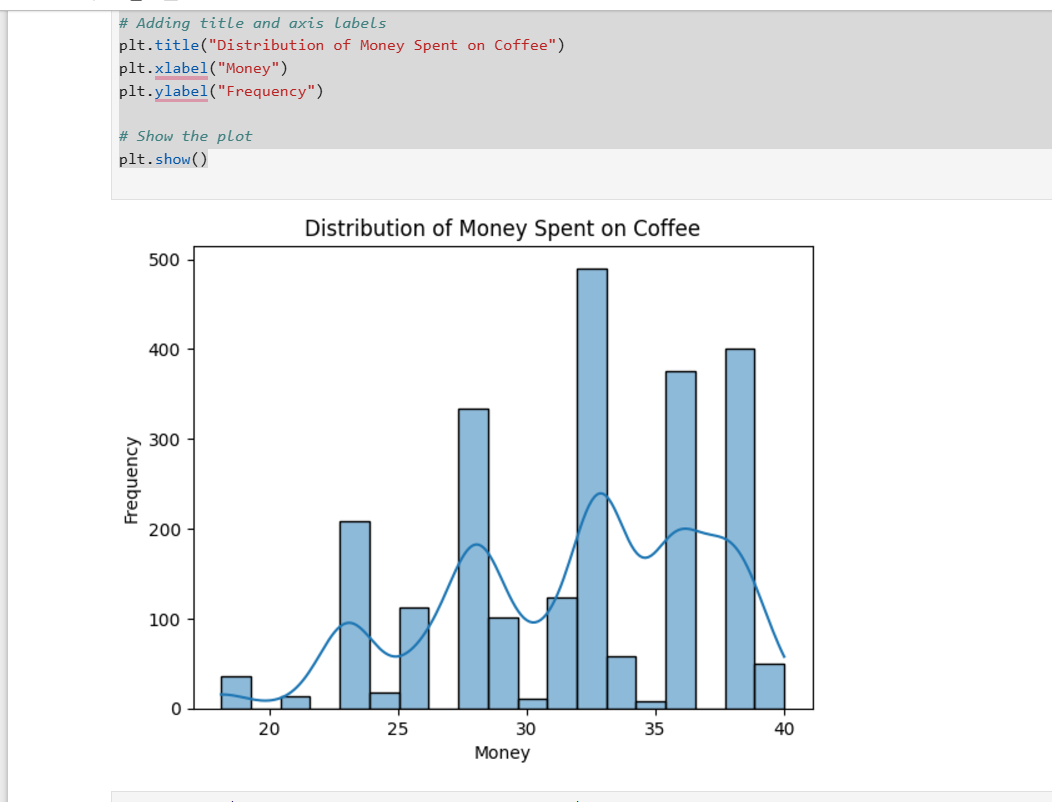 # Adding title and axis labels
plt.title("Distribution of Money Spent on Coffee")
plt.xlabel("Money")
plt.ylabel("Frequency")
# Show the plot
plt.show()
Distribution of Money Spent on Coffee
500
400
300
200
100
0
Frequency
20 25 30 35 40
Money